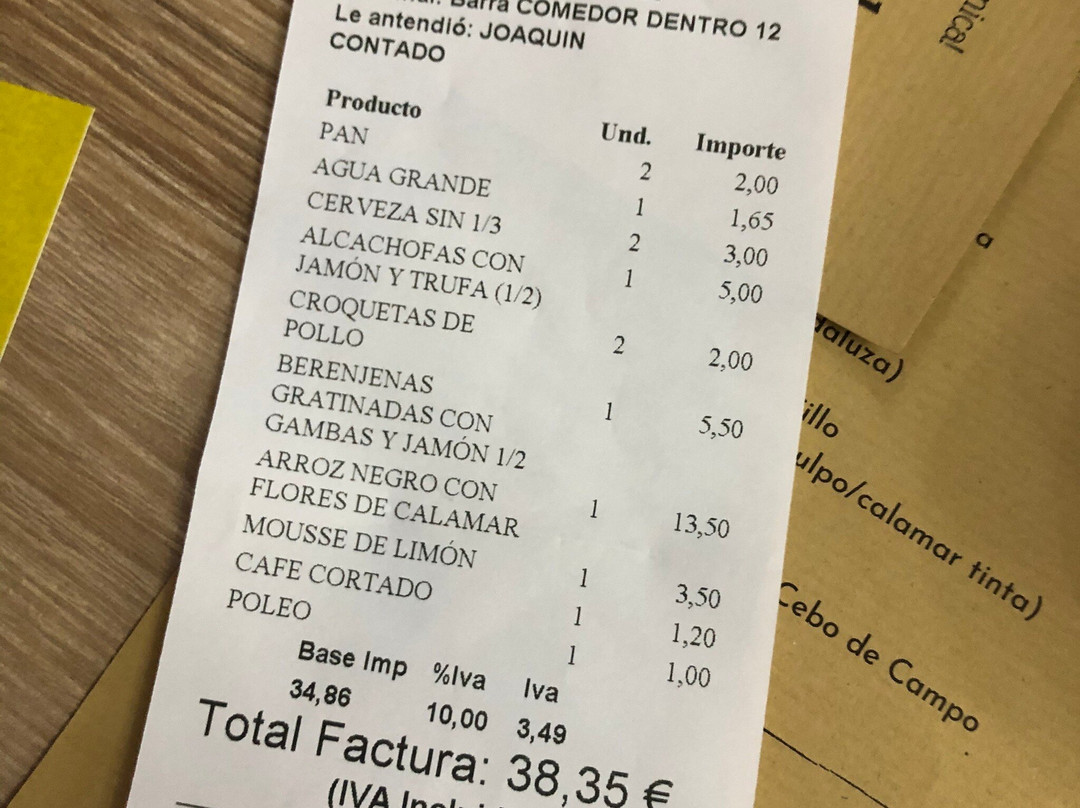 Barra COMEDOR DENTRO 12
Le antendió: JOAQUIN
CONTADO
Producto Und. Importe
PAN 2 2,00
AGUA GRANDE 1 1,65
CERVEZA SIN 1/3 2 3,00
ALCACHOFAS CON 1 5,00
JAMÓN Y TRUFA (1/2)
CROQUETAS DE 2 2,00
POLLO
BERENJENAS 1 5,50
GRATINADAS CON
GAMBAS Y JAMÓN 1/2
ARROZ NEGRO CON 1 13,50
FLORES DE CALAMAR
MOUSSE DE LIMÓN 1 3,50
CAFE CORTADO 1 1,20
POLEO 1 1,00
Base Imp %Iva Iva
34,86 10,00 3,49
Total Factura: 38,35 €
(IVA
a
illo
ulpo/calamar tinta)
Cebo de Campo